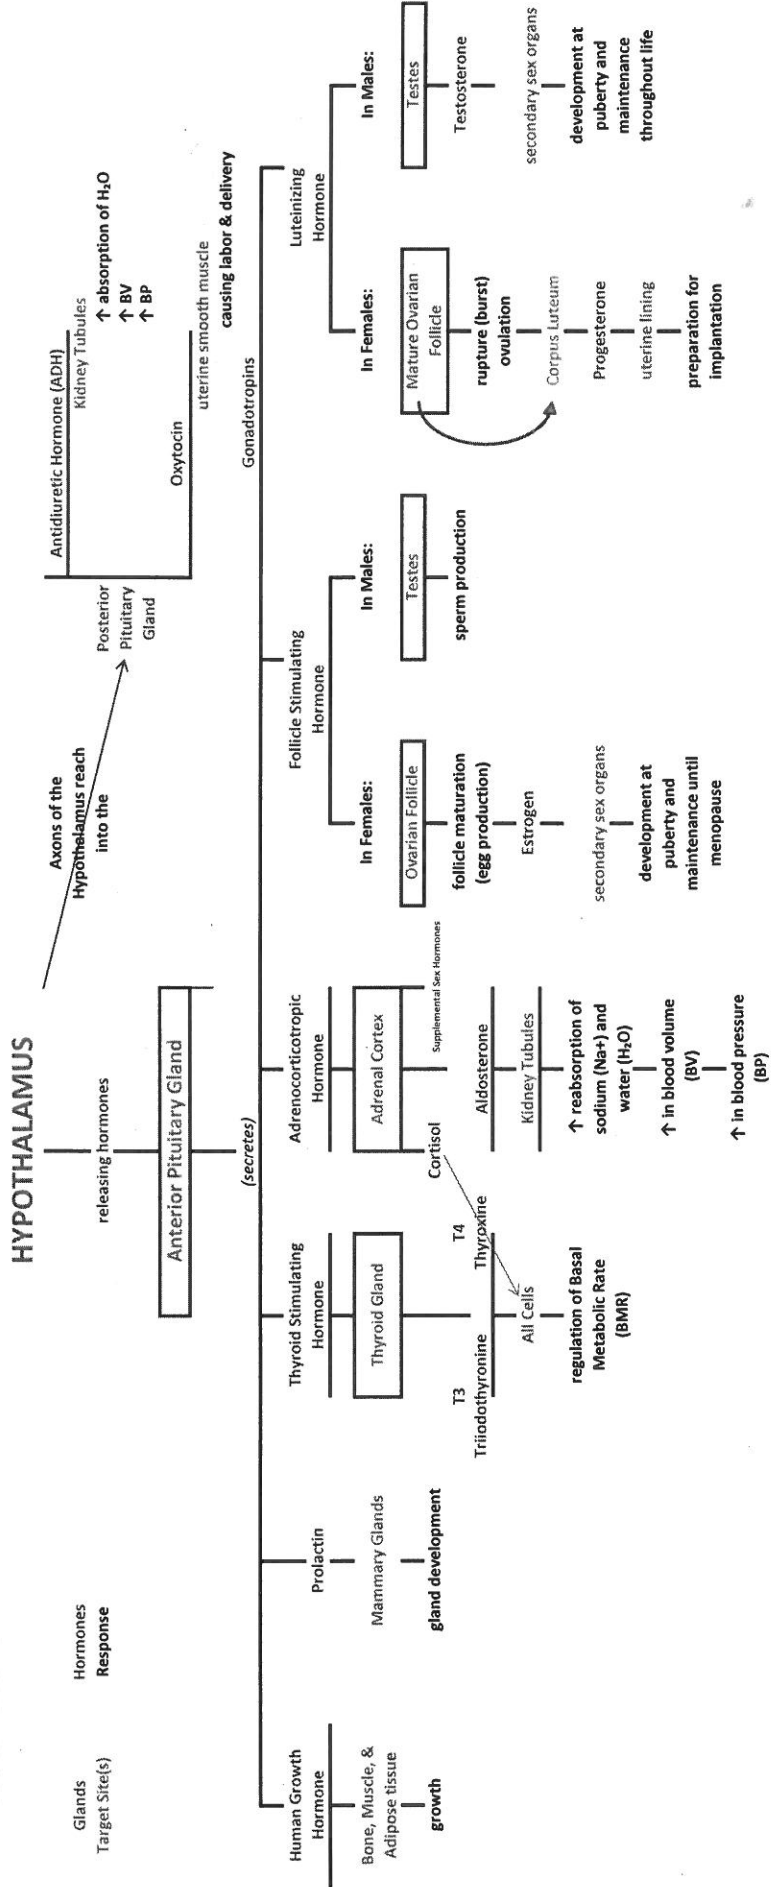 HYPOTHALAMUS
Glands
Target Site(s)
Hormones
Response
releasing hormones
Axons of the
Hypothalamus reach
into the
Posterior
Pituitary
Gland
Antidiuretic Hormone (ADH)
Kidney Tubules
↑ absorption of H₂O
↑ BV
↑ BP
Oxytocin
uterine smooth muscle
causing labor & delivery
Anterior Pituitary Gland
(secretes)
Gonadotropins
Human Growth
Hormone
Bone, Muscle, &
Adipose tissue
growth
Prolactin
Mammary Glands
gland development
Thyroid Stimulating
Hormone
Thyroid Gland
T3
Triiodothyronine
T4
Thyroxine
All Cells
regulation of Basal
Metabolic Rate
(BMR)
Adrenocorticotropic
Hormone
Adrenal Cortex
Cortisol
Supplemental Sex Hormones
Aldosterone
Kidney Tubules
↑ reabsorption of
sodium (Na+) and
water (H₂O)
↑ in blood volume
(BV)
↑ in blood pressure
(BP)
Follicle Stimulating
Hormone
In Females:
Ovarian Follicle
follicle maturation
(egg production)
Estrogen
secondary sex organs
development at
puberty and
maintenance until
menopause
In Males:
Testes
sperm production
Luteinizing
Hormone
In Females:
Mature Ovarian
Follicle
rupture (burst)
ovulation
Corpus Luteum
Progesterone
uterine lining
preparation for
implantation
In Males:
Testes
Testosterone
secondary sex organs
development at
puberty and
maintenance
throughout life